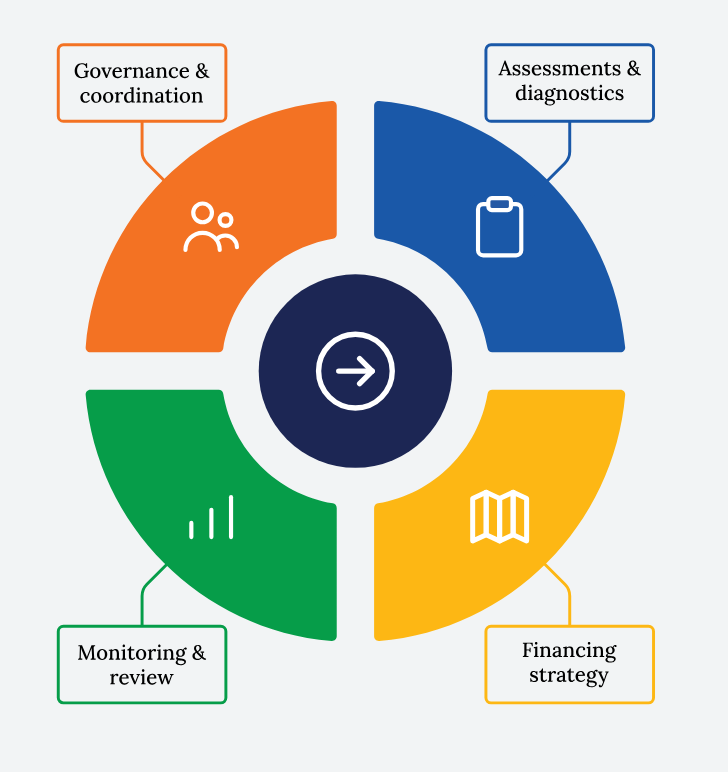 Governance &
coordination
Assessments &
diagnostics
Monitoring &
review
Financing
strategy